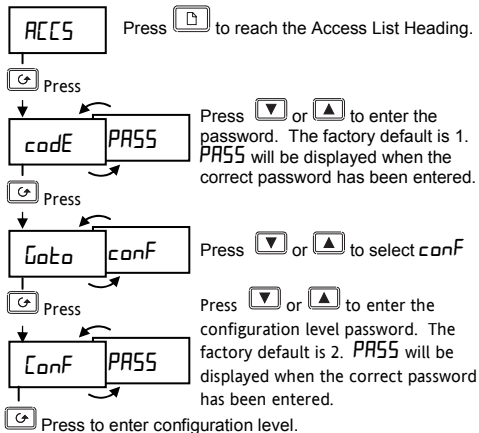 ACCS
Press to reach the Access List Heading.
Press
codE
PASS
Press or to enter the
password. The factory default is 1.
PASS will be displayed when the
correct password has been entered.
Press
Goto
conF
Press or to select conF
Press
ConF
PASS
Press or to enter the
configuration level password. The
factory default is 2. PASS will be
displayed when the correct password
has been entered.
Press to enter configuration level.